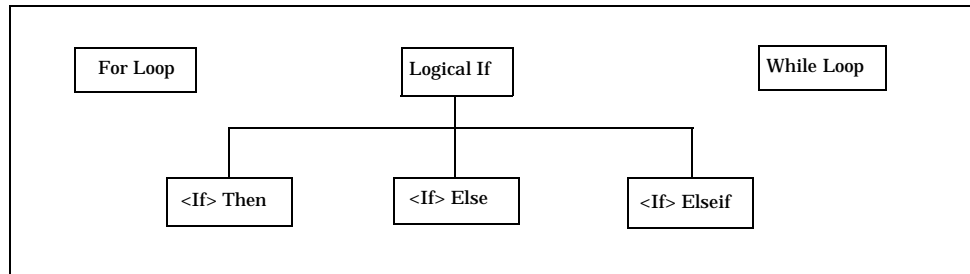 For Loop
Logical If
While Loop
<If> Then
<If> Else
<If> Elseif